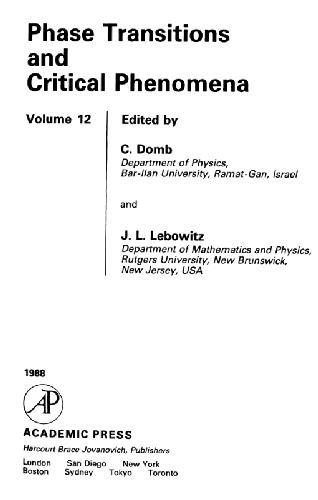 Phase Transitions
and
Critical Phenomena
Volume 12
Edited by
C. Domb
Department of Physics,
Bar-Ilan University, Ramat-Gan, Israel
and
J. L. Lebowitz
Department of Mathematics and Physics,
Rutgers University, New Brunswick,
New Jersey, USA
1988
AP
ACADEMIC PRESS
Harcourt Brace Jovanovich, Publishers
London San Diego New York
Boston Sydney Tokyo Toronto